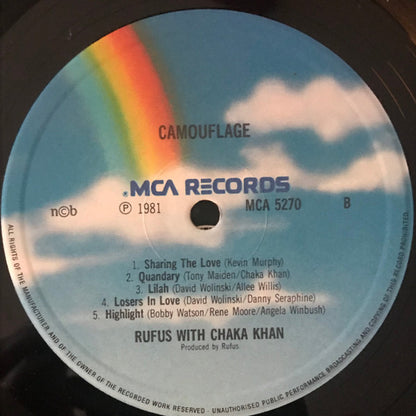 CAMOUFLAGE
MCA RECORDS
n©b
℗ 1981
MCA 5270
B
1. Sharing The Love (Kevin Murphy)
2. Quandary (Tony Maiden/Chaka Khan)
3. Lilah (David Wolinski/Allee Willis)
4. Losers In Love (David Wolinski/Danny Seraphine)
5. Highlight (Bobby Watson/Rene Moore/Angela Winbush)
RUFUS WITH CHAKA KHAN
Produced by Rufus
ALL RIGHTS OF THE MANUFACTURER AND OF THE OWNER OF THE RECORDED WORK RESERVED · UNAUTHORISED PUBLIC PERFORMANCE BROADCASTING AND COPYING OF THIS RECORD PROHIBITED